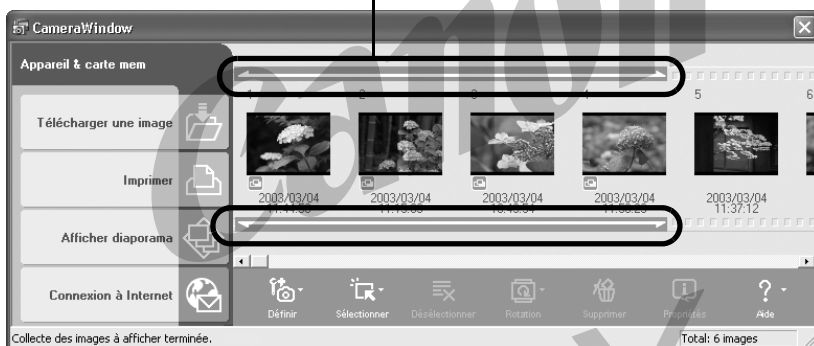 CameraWindow
Appareil & carte mem
Télécharger une image
Imprimer
Afficher diaporama
Connexion à Internet
1 2 3 4 5 6
2003/03/04
2003/03/04
2003/03/04
2003/03/04
2003/03/04
11:37:12
Définir
Sélectionner
Désélectionner
Rotation
Supprimer
Propriétés
Aide
Collecte des images à afficher terminée.
Total: 6 images
Canon